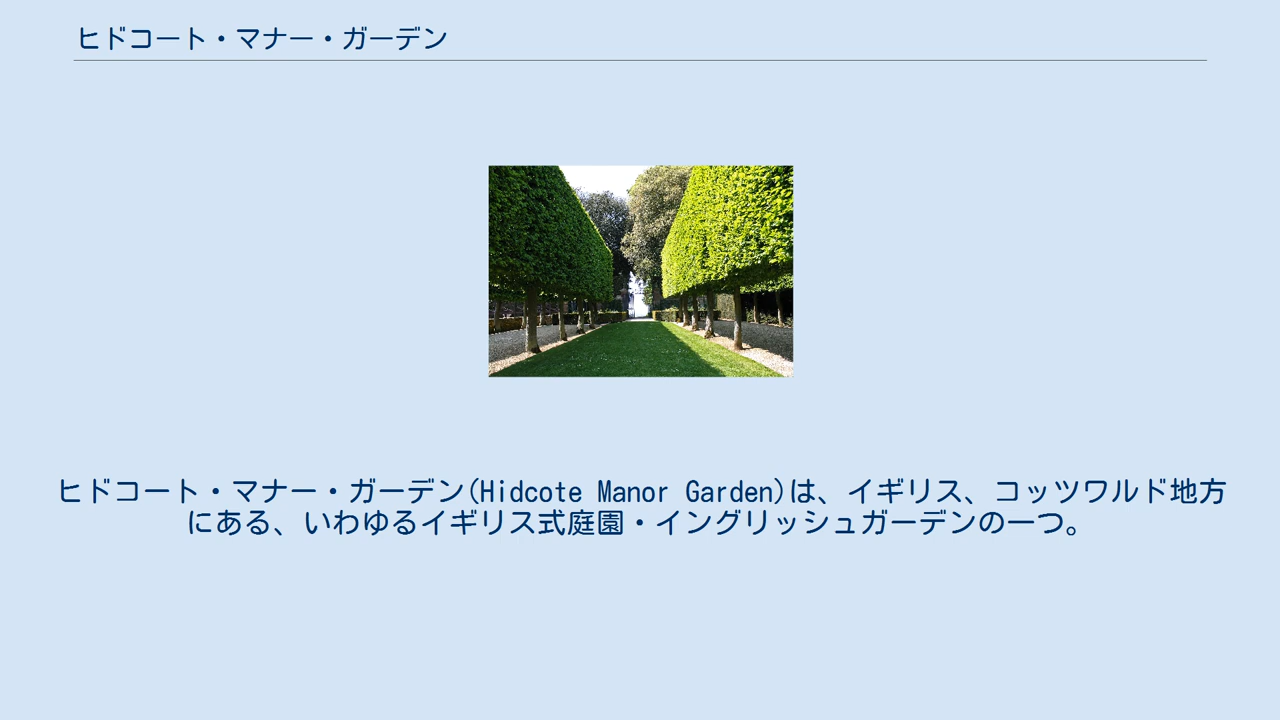 ヒドコート・マナー・ガーデン
ヒドコート・マナー・ガーデン(Hidcote Manor Garden)は、イギリス、コッツワルド地方
にある、いわゆるイギリス式庭園・イングリッシュガーデンの一つ。